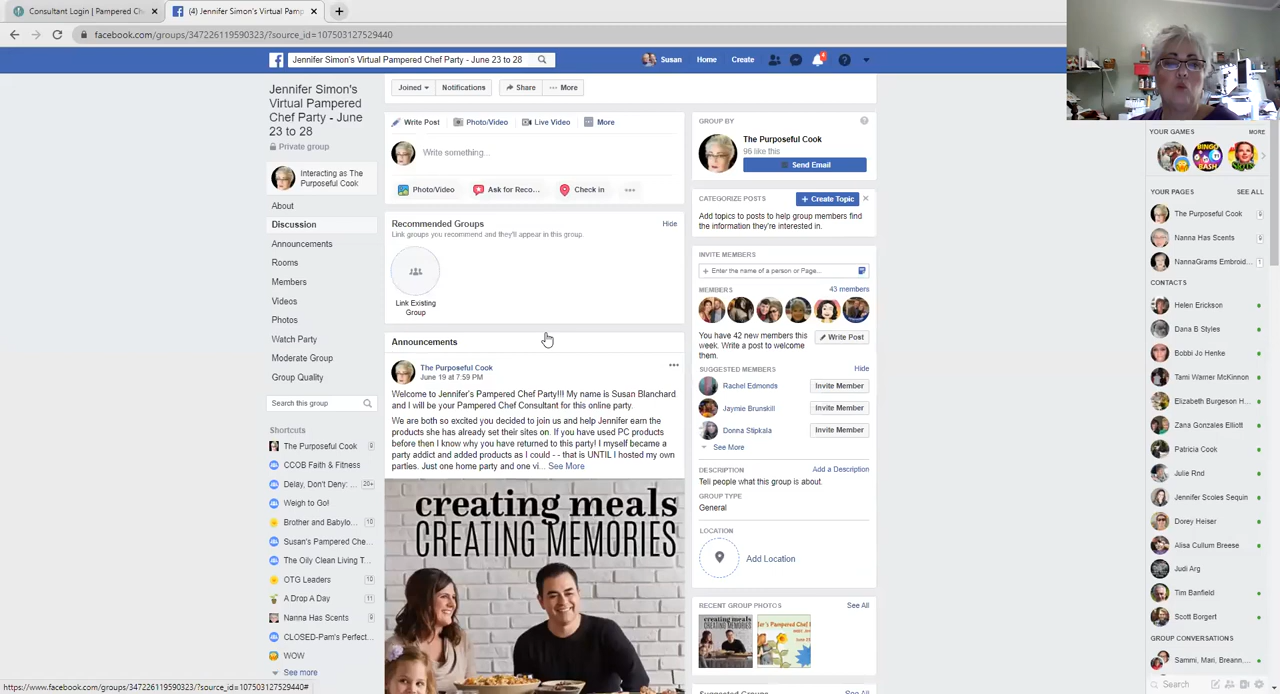 Consultant Login | Pampered Ch
(4) Jennifer Simon's Virtual Pamp
facebook.com/groups/347226119590323/?source_id=107503127529440
Jennifer Simon's Virtual Pampered Chef Party - June 23 to 28
Susan
Home
Create
4
Jennifer Simon's
Virtual Pampered
Chef Party - June
23 to 28
Private group
Interacting as The
Purposeful Cook
About
Discussion
Announcements
Rooms
Members
Videos
Photos
Watch Party
Moderate Group
Group Quality
Search this group
Shortcuts
The Purposeful Cook 9
CCOB Faith & Fitness
Delay, Don't Deny: ... 20+
Weigh to Go!
Brother and Babylo... 10
Susan's Pampered Che...
The Oily Clean Living T...
OTG Leaders 10
A Drop A Day 11
Nanna Has Scents 9
CLOSED-Pam's Perfect...
WOW
See more
https://www.facebook.com/groups/347226119590323/?source_id=107503127529440#
Joined
Notifications
Share
More
Write Post
Photo/Video
Live Video
More
Write something...
Photo/Video
Ask for Reco...
Check in
Recommended Groups
Hide
Link groups you recommend and they'll appear in this group.
Link Existing
Group
Announcements
The Purposeful Cook
June 19 at 7:59 PM
Welcome to Jennifer's Pampered Chef Party!!! My name is Susan Blanchard
and I will be your Pampered Chef Consultant for this online party.
We are both so excited you decided to join us and help Jennifer earn the
products she has already set their sites on. If you have used PC products
before then I know why you have returned to this party! I myself became a
party addict and added products as I could - - that is UNTIL I hosted my own
parties. Just one home party and one vi... See More
creating meals
CREATING MEMORIES
GROUP BY
The Purposeful Cook
96 like this
Send Email
CATEGORIZE POSTS
+ Create Topic
Add topics to posts to help group members find
the information they're interested in.
INVITE MEMBERS
+ Enter the name of a person or Page...
MEMBERS
43 members
You have 42 new members this
week. Write a post to welcome
them.
Write Post
SUGGESTED MEMBERS
Hide
Rachel Edmonds
Invite Member
Jaymie Brunskill
Invite Member
Donna Stipkala
Invite Member
See More
DESCRIPTION
Add a Description
Tell people what this group is about.
GROUP TYPE
General
LOCATION
Add Location
RECENT GROUP PHOTOS
See All
Suggested Groups
See All
YOUR GAMES
MORE
BINGO
BASH
YOUR PAGES
SEE ALL
The Purposeful Cook 9
Nanna Has Scents 9
NannaGrams Embroid... 1
CONTACTS
Helen Erickson
Dana B Styles
Bobbi Jo Henke
Tami Warner McKinnon
Elizabeth Burgeson H...
Zana Gonzales Elliott
Patricia Cook
Julie Rnd
Jennifer Scoles Sequin
Dorey Heiser
Alisa Cullum Breese
Judi Arg
Tim Banfield
Scott Borgert
GROUP CONVERSATIONS
Sammi, Mari, Breann,...
Search